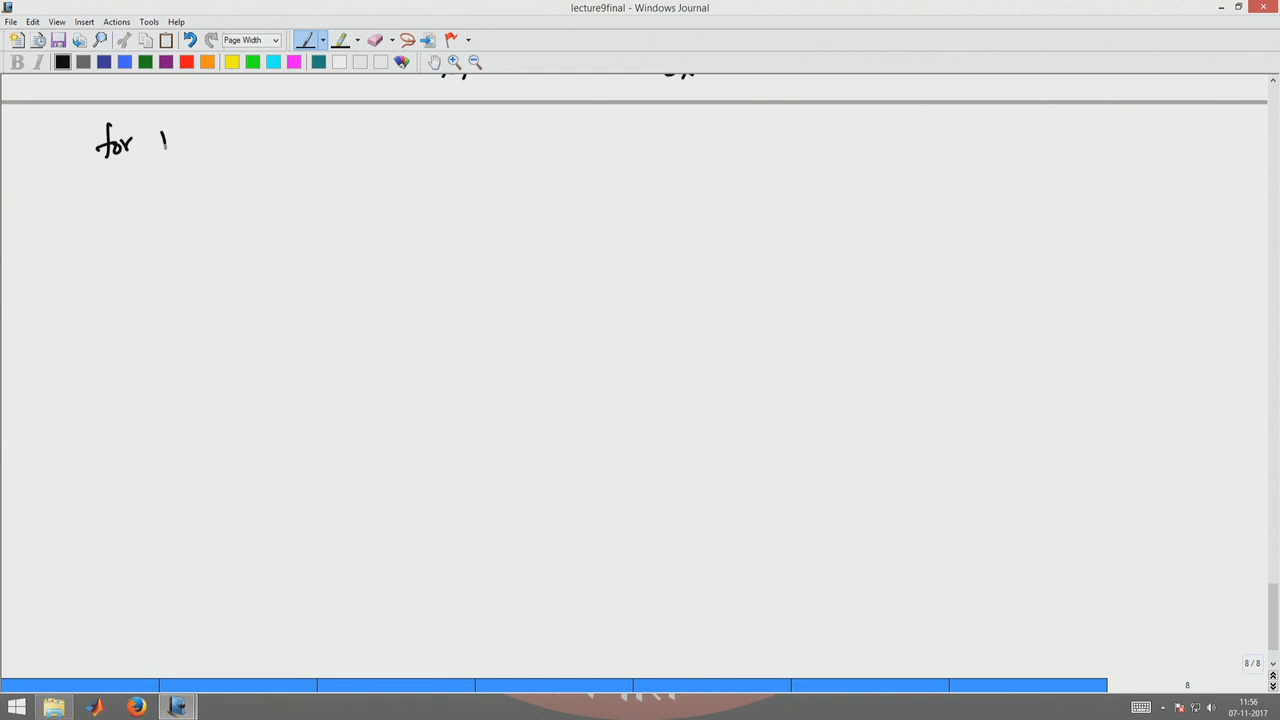 lecture9final - Windows Journal
File Edit View Insert Actions Tools Help
Page Width
B I
for
8 / 8
8
11:56
07-11-2017